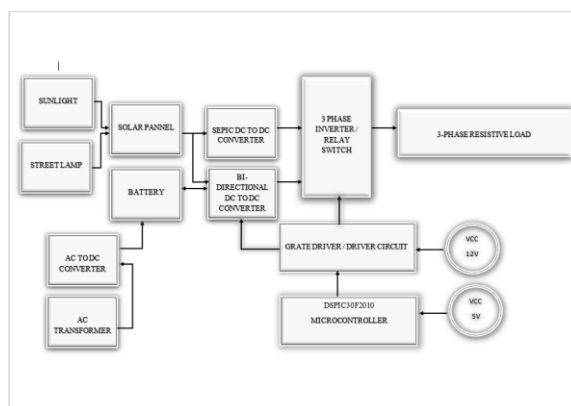 SUNLIGHT
STREET LAMP
SOLAR PANNEL
BATTERY
AC TO DC
CONVERTER
AC
TRANSFORMER
SEPIC DC TO DC
CONVERTER
BI-
DIRECTIONAL
DC TO DC
CONVERTER
3 PHASE
INVERTER /
RELAY
SWITCH
3-PHASE RESISTIVE LOAD
GRATE DRIVER / DRIVER CIRCUIT
DSPIC30F2010
MICROCONTROLLER
VCC
12V
VCC
5V